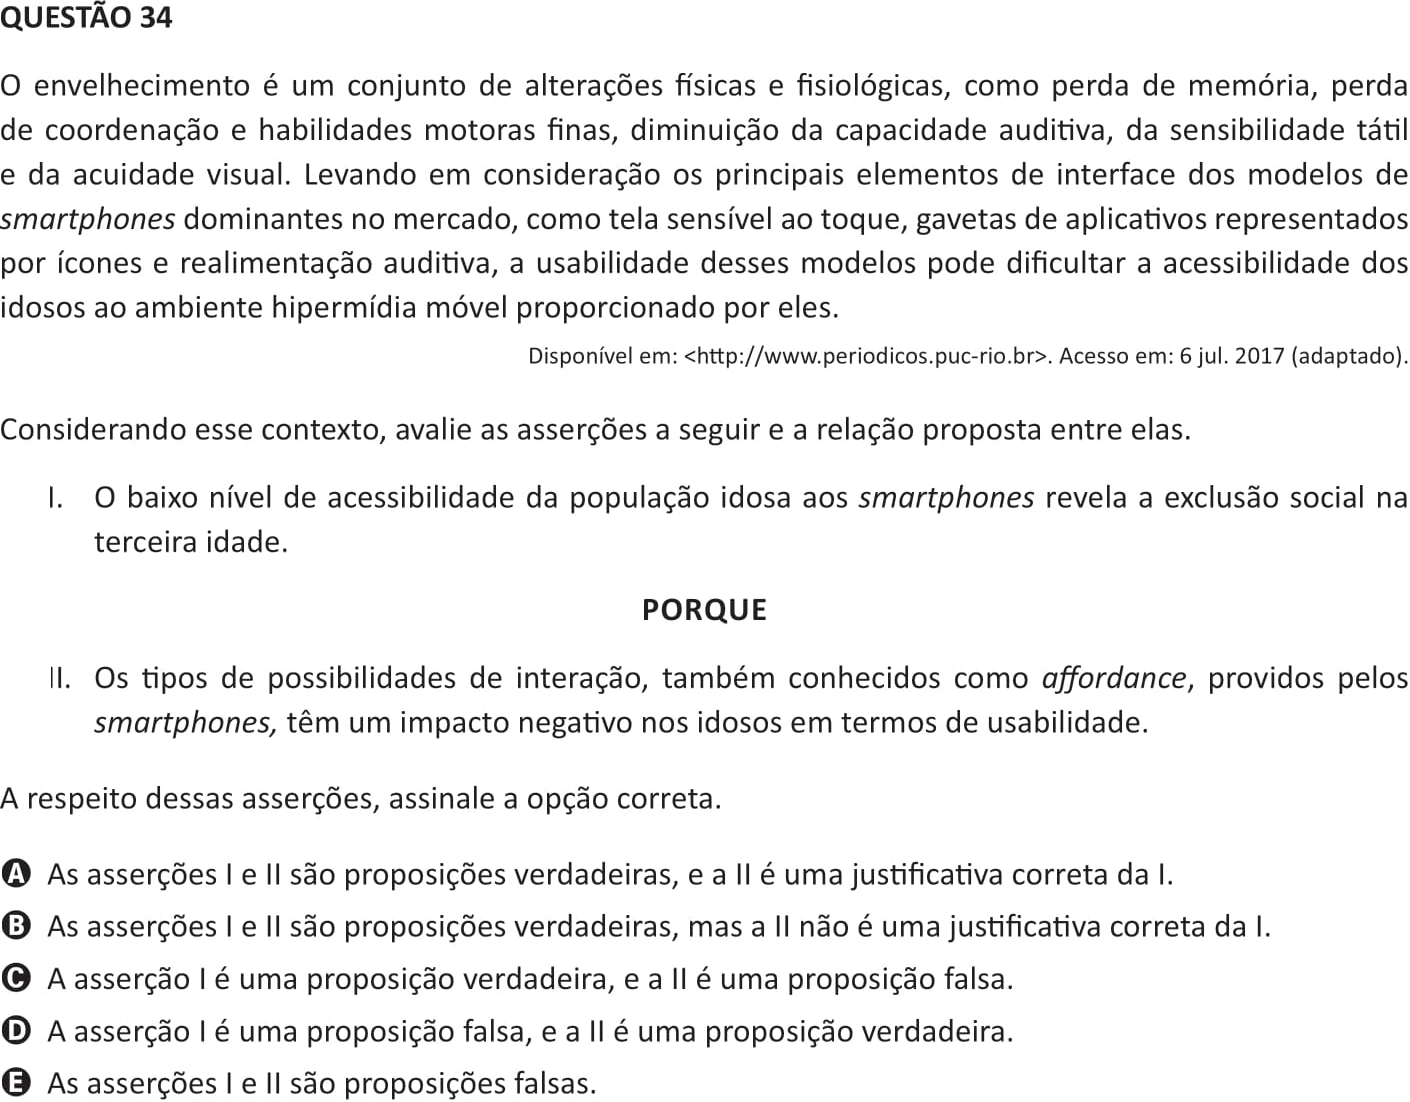 QUESTÃO 34
O envelhecimento é um conjunto de alterações físicas e fisiológicas, como perda de memória, perda
de coordenação e habilidades motoras finas, diminuição da capacidade auditiva, da sensibilidade tátil
e da acuidade visual. Levando em consideração os principais elementos de interface dos modelos de
smartphones dominantes no mercado, como tela sensível ao toque, gavetas de aplicativos representados
por ícones e realimentação auditiva, a usabilidade desses modelos pode dificultar a acessibilidade dos
idosos ao ambiente hipermídia móvel proporcionado por eles.
Disponível em: <http://www.periodicos.puc-rio.br>. Acesso em: 6 jul. 2017 (adaptado).
Considerando esse contexto, avalie as asserções a seguir e a relação proposta entre elas.
I. O baixo nível de acessibilidade da população idosa aos smartphones revela a exclusão social na
terceira idade.
PORQUE
II. Os tipos de possibilidades de interação, também conhecidos como affordance, providos pelos
smartphones, têm um impacto negativo nos idosos em termos de usabilidade.
A respeito dessas asserções, assinale a opção correta.
A As asserções I e II são proposições verdadeiras, e a II é uma justificativa correta da I.
B As asserções I e II são proposições verdadeiras, mas a II não é uma justificativa correta da I.
C A asserção I é uma proposição verdadeira, e a II é uma proposição falsa.
D A asserção I é uma proposição falsa, e a II é uma proposição verdadeira.
E As asserções I e II são proposições falsas.